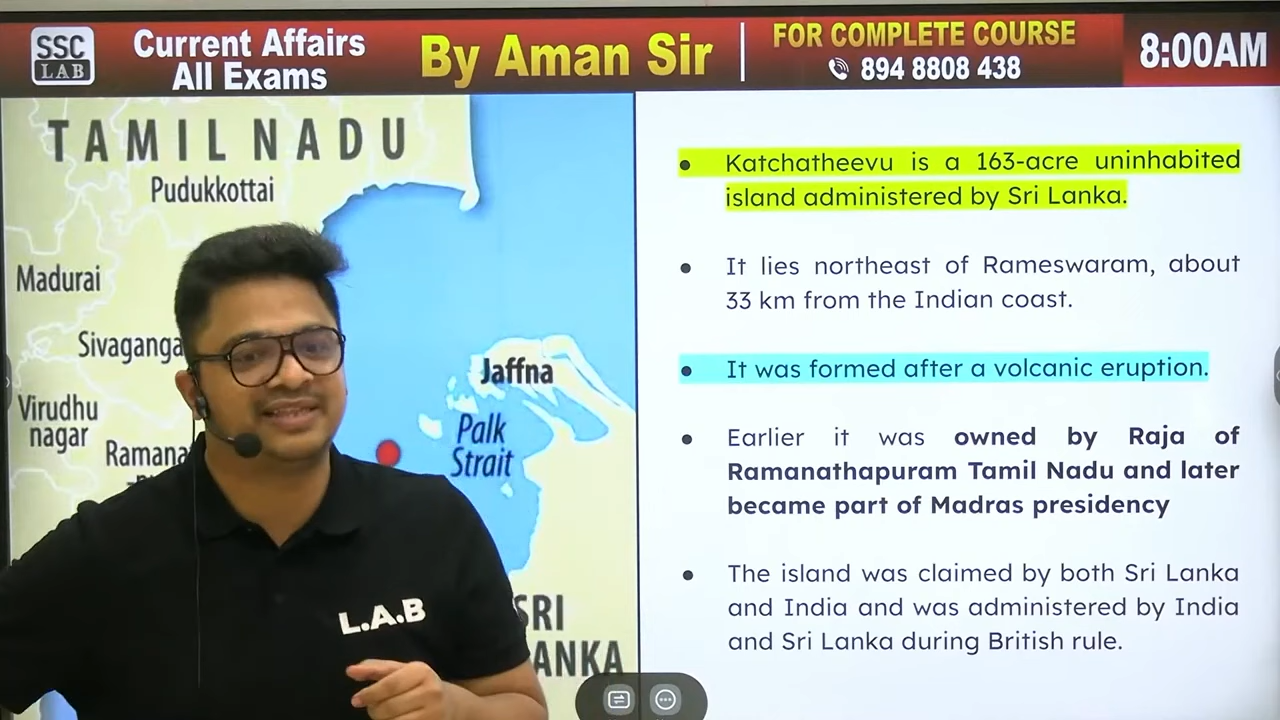 SSC
LAB
Current Affairs
All Exams
By Aman Sir
FOR COMPLETE COURSE
894 8808 438
8:00AM
TAMIL NADU
Pudukkottai
Madurai
Sivaganga
Virudhu
nagar
Ramana
Jaffna
Palk
Strait
SRI
ANKA
L.A.B
• Katchatheevu is a 163-acre uninhabited
island administered by Sri Lanka.
• It lies northeast of Rameswaram, about
33 km from the Indian coast.
• It was formed after a volcanic eruption.
• Earlier it was owned by Raja of
Ramanathapuram Tamil Nadu and later
became part of Madras presidency
• The island was claimed by both Sri Lanka
and India and was administered by India
and Sri Lanka during British rule.